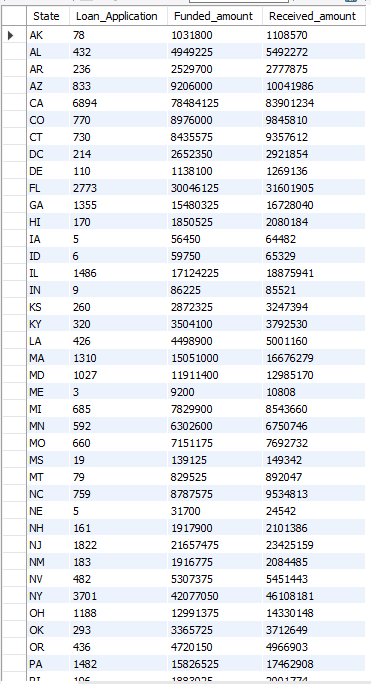 State Loan_Application Funded_amount Received_amount
AK 78 1031800 1108570
AL 432 4949225 5492272
AR 236 2529700 2777875
AZ 833 9206000 10041986
CA 6894 78484125 83901234
CO 770 8976000 9845810
CT 730 8435575 9357612
DC 214 2652350 2921854
DE 110 1138100 1269136
FL 2773 30046125 31601905
GA 1355 15480325 16728040
HI 170 1850525 2080184
IA 5 56450 64482
ID 6 59750 65329
IL 1486 17124225 18875941
IN 9 86225 85521
KS 260 2872325 3247394
KY 320 3504100 3792530
LA 426 4498900 5001160
MA 1310 15051000 16676279
MD 1027 11911400 12985170
ME 3 9200 10808
MI 685 7829900 8543660
MN 592 6302600 6750746
MO 660 7151175 7692732
MS 19 139125 149342
MT 79 829525 892047
NC 759 8787575 9534813
NE 5 31700 24542
NH 161 1917900 2101386
NJ 1822 21657475 23425159
NM 183 1916775 2084485
NV 482 5307375 5451443
NY 3701 42077050 46108181
OH 1188 12991375 14330148
OK 293 3365725 3712649
OR 436 4720150 4966903
PA 1482 15826525 17462908
RI 196 1883025 2001774